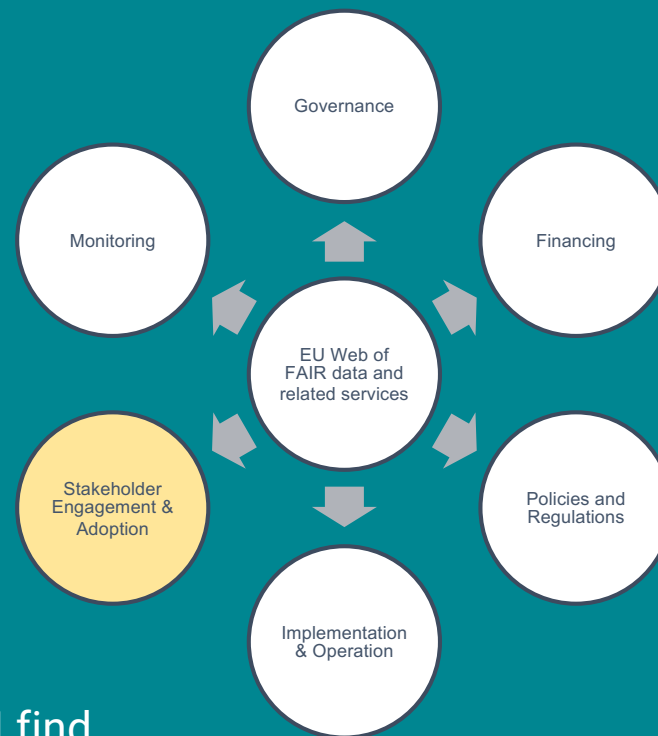 Governance
Monitoring
Financing
EU Web of
FAIR data and
related services
Stakeholder
Engagement &
Adoption
Policies and
Regulations
Implementation
& Operation
find